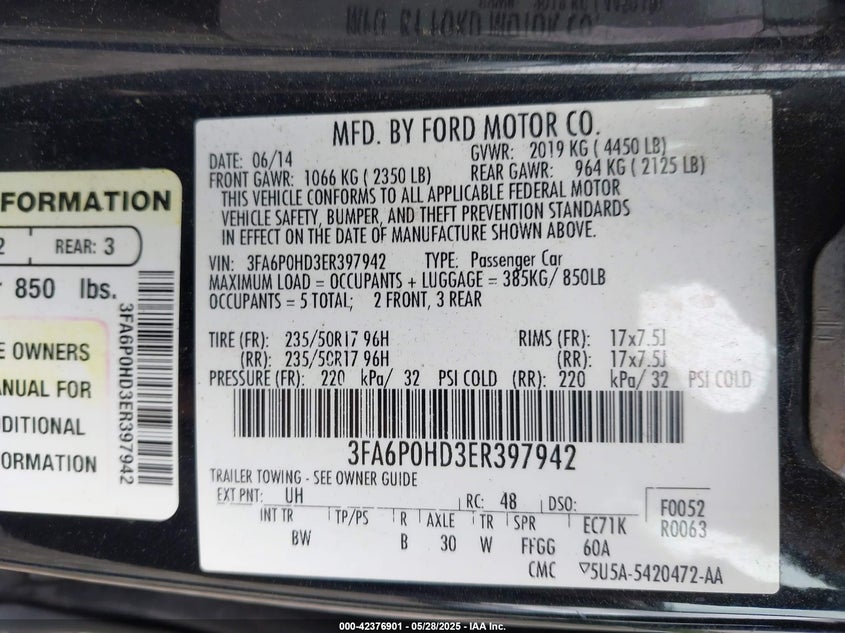 MFD. BY FORD MOTOR CO.
DATE: 06/14
GVWR: 2019 KG ( 4450 LB)
FRONT GAWR: 1066 KG ( 2350 LB)
REAR GAWR: 964 KG ( 2125 LB)
THIS VEHICLE CONFORMS TO ALL APPLICABLE FEDERAL MOTOR
VEHICLE SAFETY, BUMPER, AND THEFT PREVENTION STANDARDS
IN EFFECT ON THE DATE OF MANUFACTURE SHOWN ABOVE.
VIN: 3FA6P0HD3ER397942 TYPE: Passenger Car
MAXIMUM LOAD = OCCUPANTS + LUGGAGE = 385KG/ 850LB
OCCUPANTS = 5 TOTAL; 2 FRONT, 3 REAR
TIRE (FR): 235/50R17 96H RIMS (FR): 17x7.5J
(RR): 235/50R17 96H (RR): 17x7.5J
PRESSURE (FR): 220 kPa/ 32 PSI COLD (RR): 220 kPa/ 32 PSI COLD
3FA6P0HD3ER397942
TRAILER TOWING - SEE OWNER GUIDE
EXT PNT: UH RC: 48 DSO:
F0052
R0063
INT TR TP/PS R AXLE TR SPR EC71K
BW B 30 W FFGG 60A
CMC ▽5U5A-5420472-AA
FORMATION
2 REAR: 3
850 lbs.
E OWNERS
ANUAL FOR
DITIONAL
ORMATION
3FA6P0HD3ER397942
000-42376901 - 05/28/2025 - IAA Inc.